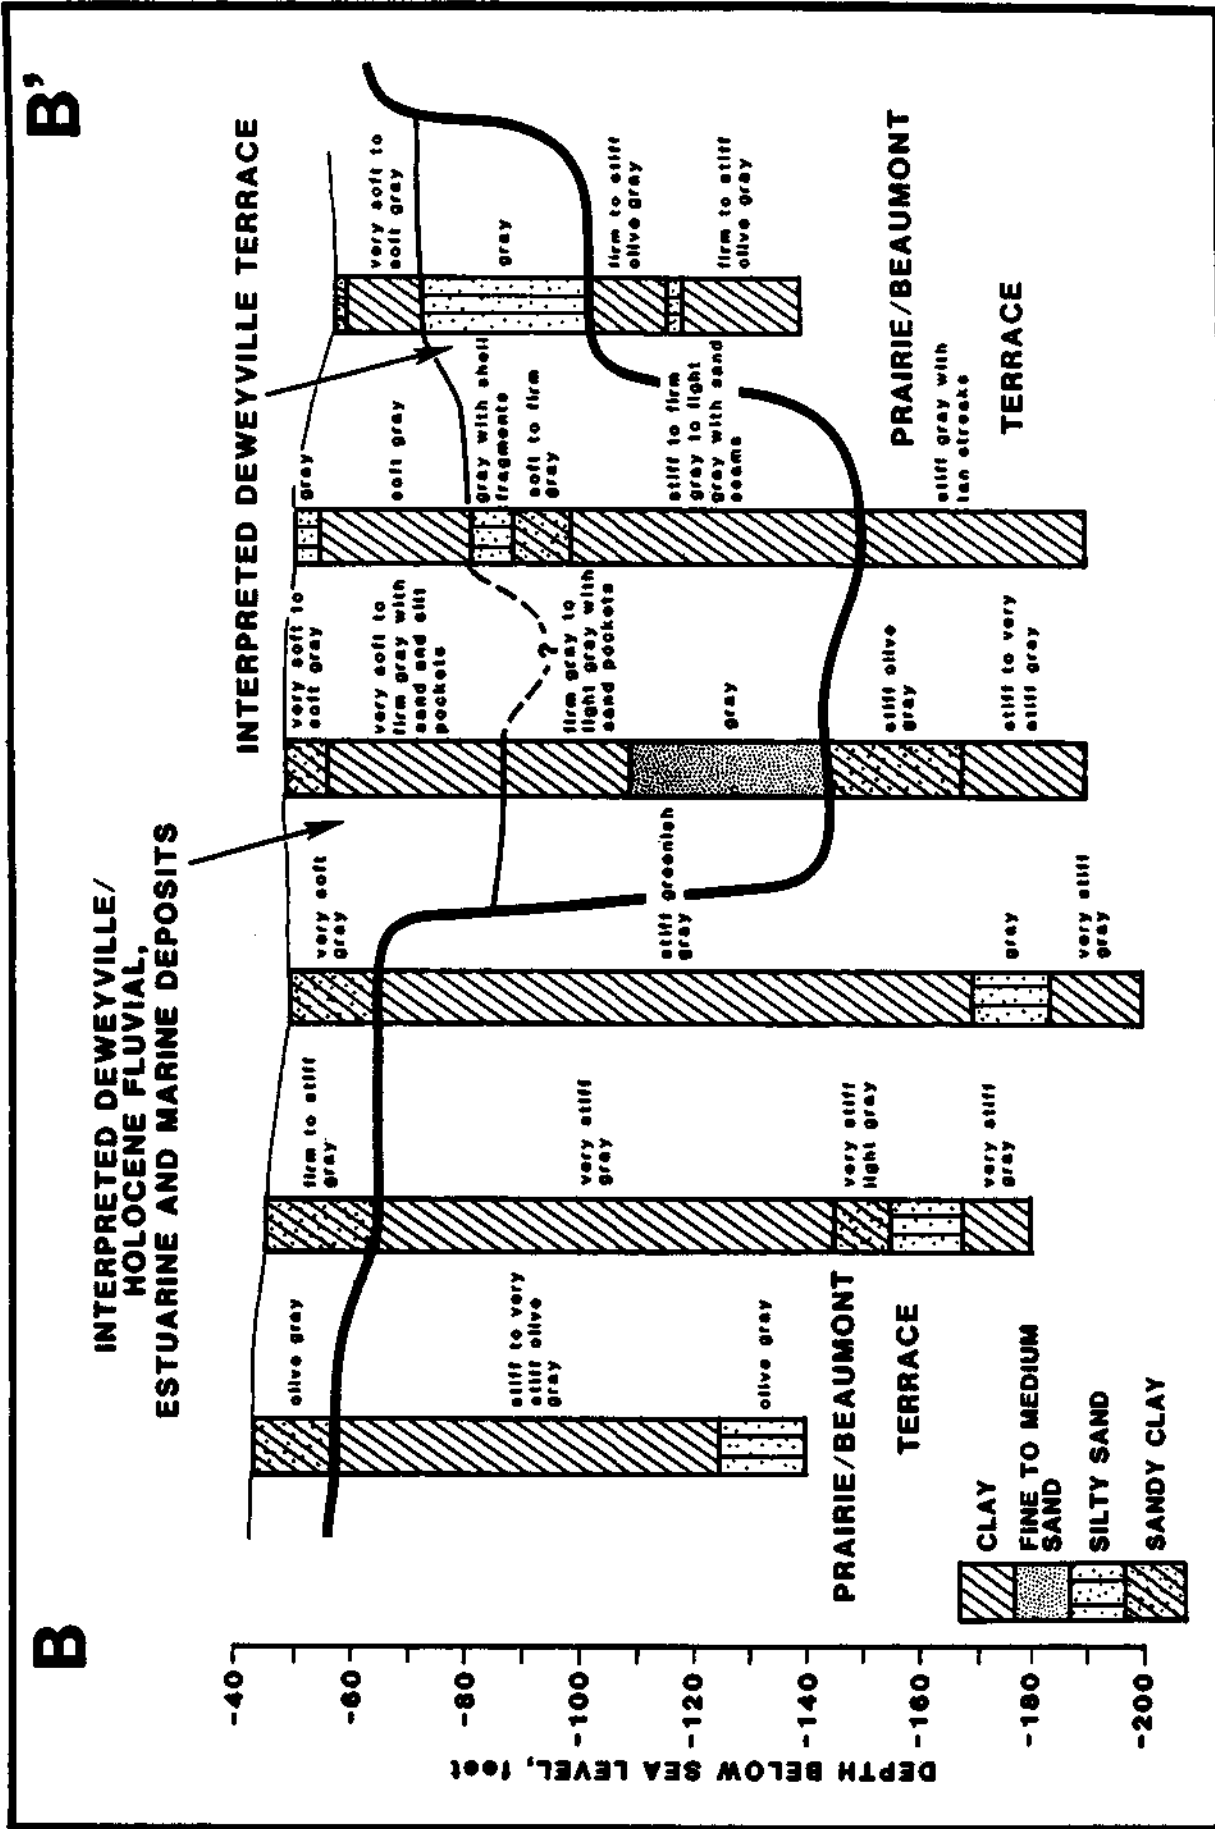 B
B'
INTERPRETED DEWEYVILLE/
HOLOCENE FLUVIAL,
ESTUARINE AND MARINE DEPOSITS
INTERPRETED DEWEYVILLE TERRACE
DEPTH BELOW SEA LEVEL, feet
-40
-60
-80
-100
-120
-140
-160
-180
-200
olive gray
stiff to very
stiff olive
gray
olive gray
firm to stiff
gray
very stiff
gray
very stiff
light gray
very stiff
gray
very soft
gray
stiff greenish
gray
gray
very stiff
gray
very soft to
soft gray
very soft to
firm gray with
sand and silt
pockets
?
firm gray to
light gray with
sand pockets
gray
stiff olive
gray
stiff to very
stiff gray
gray
soft gray
gray with shell
fragments
soft to firm
gray
stiff to firm
gray to light
gray with sand
seams
stiff gray with
tan streaks
very soft to
soft gray
gray
firm to stiff
olive gray
firm to stiff
olive gray
PRAIRIE/BEAUMONT
TERRACE
PRAIRIE/BEAUMONT
TERRACE
CLAY
FINE TO MEDIUM
SAND
SILTY SAND
SANDY CLAY